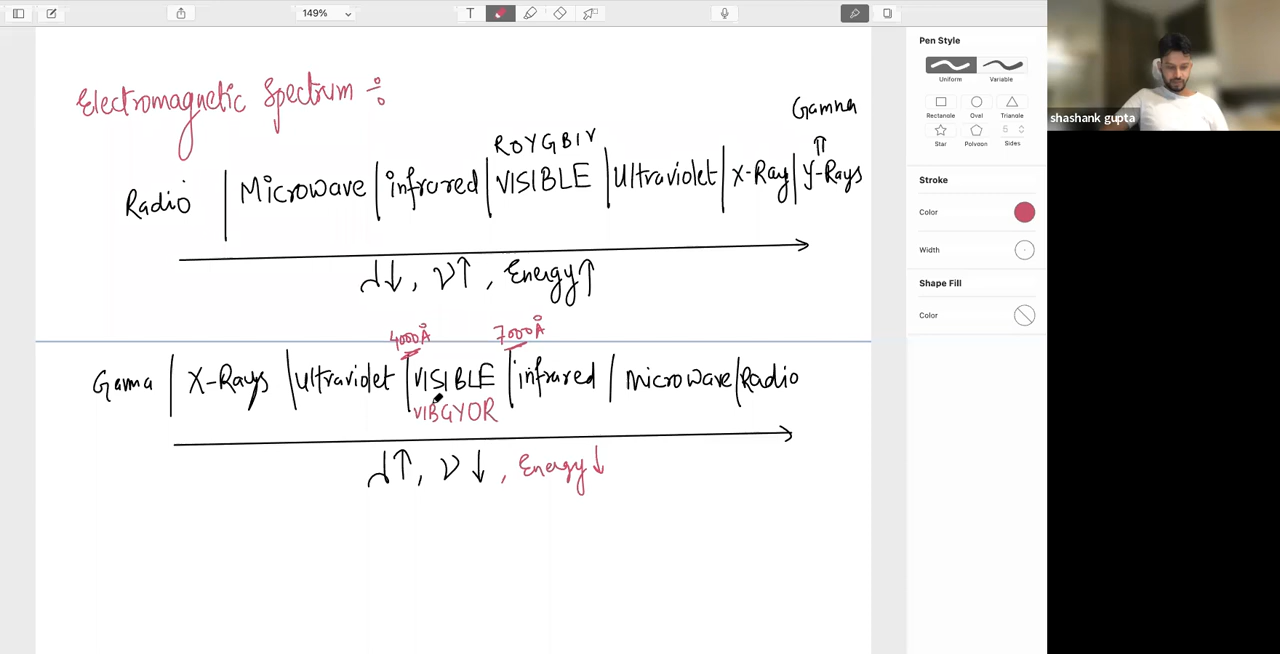 149%
T
Pen Style
Uniform Variable
Rectangle Oval Triangle
5
Star Polygon Sides
Stroke
Color
Width
Shape Fill
Color
shashank gupta
Electromagnetic Spectrum ÷
Gamma
ROYGBIV ⇑
Radio | Microwave | infrared | VISIBLE | Ultraviolet | X-Ray | γ-Rays
λ↓, ν↑, Energy↑
4000Å 7000Å
Gama | X-Rays | Ultraviolet | VISIBLE | infrared | microwave | Radio
VIBGYOR
λ↑, ν↓, Energy↓